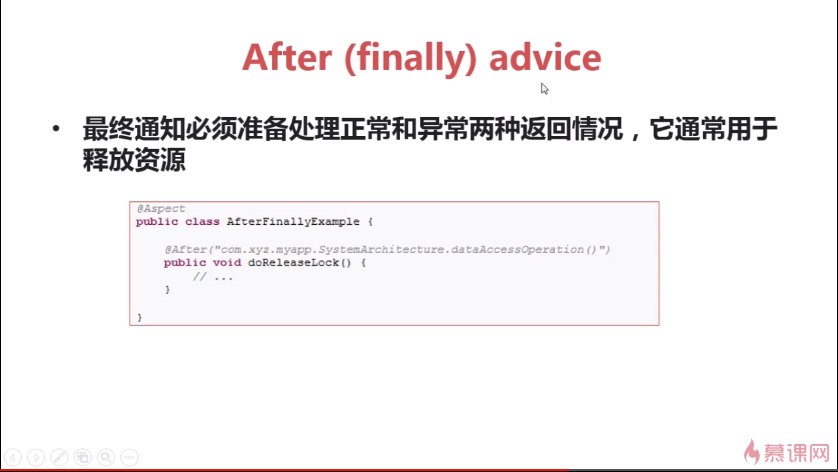 After (finally) advice
• 最终通知必须准备处理正常和异常两种返回情况，它通常用于
释放资源
@Aspect
public class AfterFinallyExample {
@After("com.xyz.myapp.SystemArchitecture.dataAccessOperation()")
public void doReleaseLock() {
// ...
}
}
慕课网